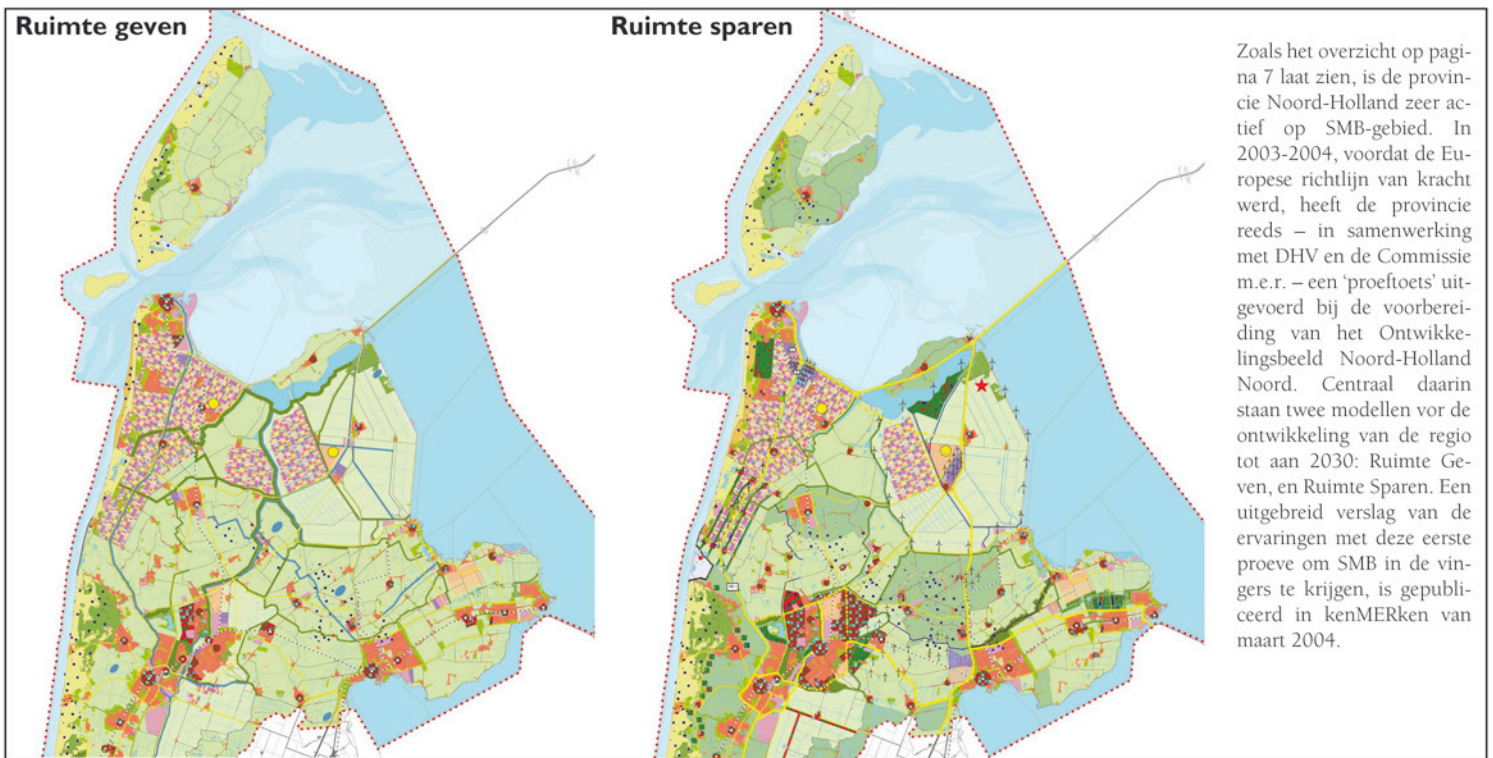 Ruimte geven
Ruimte sparen
Zoals het overzicht op pagi-
na 7 laat zien, is de provin-
cie Noord-Holland zeer ac-
tief op SMB-gebied. In
2003-2004, voordat de Eu-
ropese richtlijn van kracht
werd, heeft de provincie
reeds – in samenwerking
met DHV en de Commissie
m.e.r. – een ‘proeftoets’ uit-
gevoerd bij de voorberei-
ding van het Ontwikke-
lingsbeeld Noord-Holland
Noord. Centraal daarin
staan twee modellen vor de
ontwikkeling van de regio
tot aan 2030: Ruimte Ge-
ven, en Ruimte Sparen. Een
uitgebreid verslag van de
ervaringen met deze eerste
proeve om SMB in de vin-
gers te krijgen, is gepubli-
ceerd in kenMERken van
maart 2004.